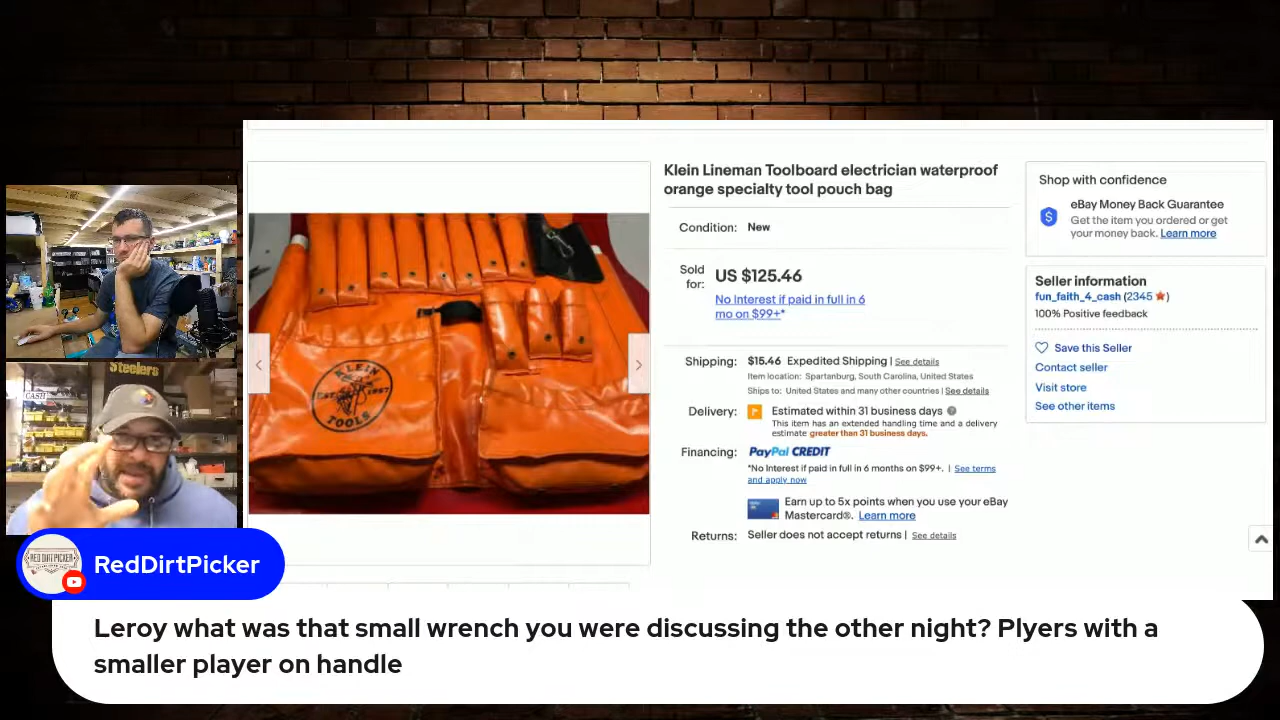 Klein Lineman Toolboard electrician waterproof
orange specialty tool pouch bag
Condition: New
Sold for: US $125.46
No Interest if paid in full in 6
mo on $99+*
Shipping: $15.46 Expedited Shipping | See details
Item location: Spartanburg, South Carolina, United States
Ships to: United States and many other countries | See details
Delivery: Estimated within 31 business days
This item has an extended handling time and a delivery
estimate greater than 31 business days.
Financing: PayPal CREDIT
*No Interest if paid in full in 6 months on $99+. | See terms
and apply now
Earn up to 5x points when you use your eBay
Mastercard®. Learn more
Returns: Seller does not accept returns | See details
Shop with confidence
eBay Money Back Guarantee
Get the item you ordered or get
your money back. Learn more
Seller information
fun_faith_4_cash (2345)
100% Positive feedback
Save this Seller
Contact seller
Visit store
See other items
KLEIN
TOOLS
Steelers
CASH
RED DIRT PICKER
RedDirtPicker
Leroy what was that small wrench you were discussing the other night? Plyers with a
smaller player on handle